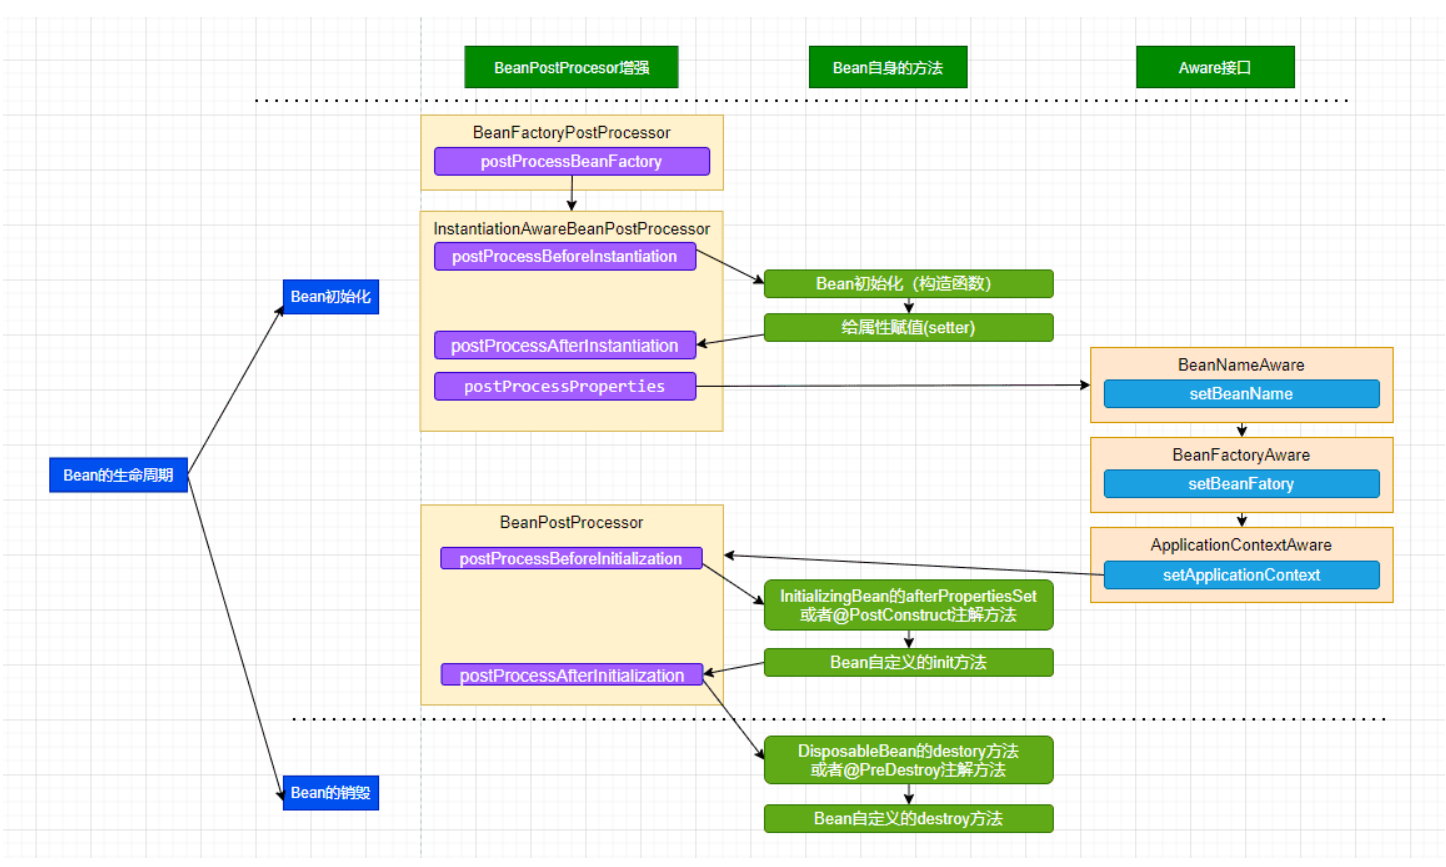 BeanPostProcesor增强
Bean自身的方法
Aware接口
BeanFactoryPostProcessor
postProcessBeanFactory
InstantiationAwareBeanPostProcessor
postProcessBeforeInstantiation
Bean初始化（构造函数）
Bean初始化
给属性赋值(setter)
postProcessAfterInstantiation
postProcessProperties
BeanNameAware
setBeanName
BeanFactoryAware
setBeanFatory
Bean的生命周期
BeanPostProcessor
ApplicationContextAware
setApplicationContext
postProcessBeforeInitialization
InitializingBean的afterPropertiesSet
或者@PostConstruct注解方法
Bean自定义的init方法
postProcessAfterInitialization
DisposableBean的destory方法
或者@PreDestroy注解方法
Bean的销毁
Bean自定义的destroy方法